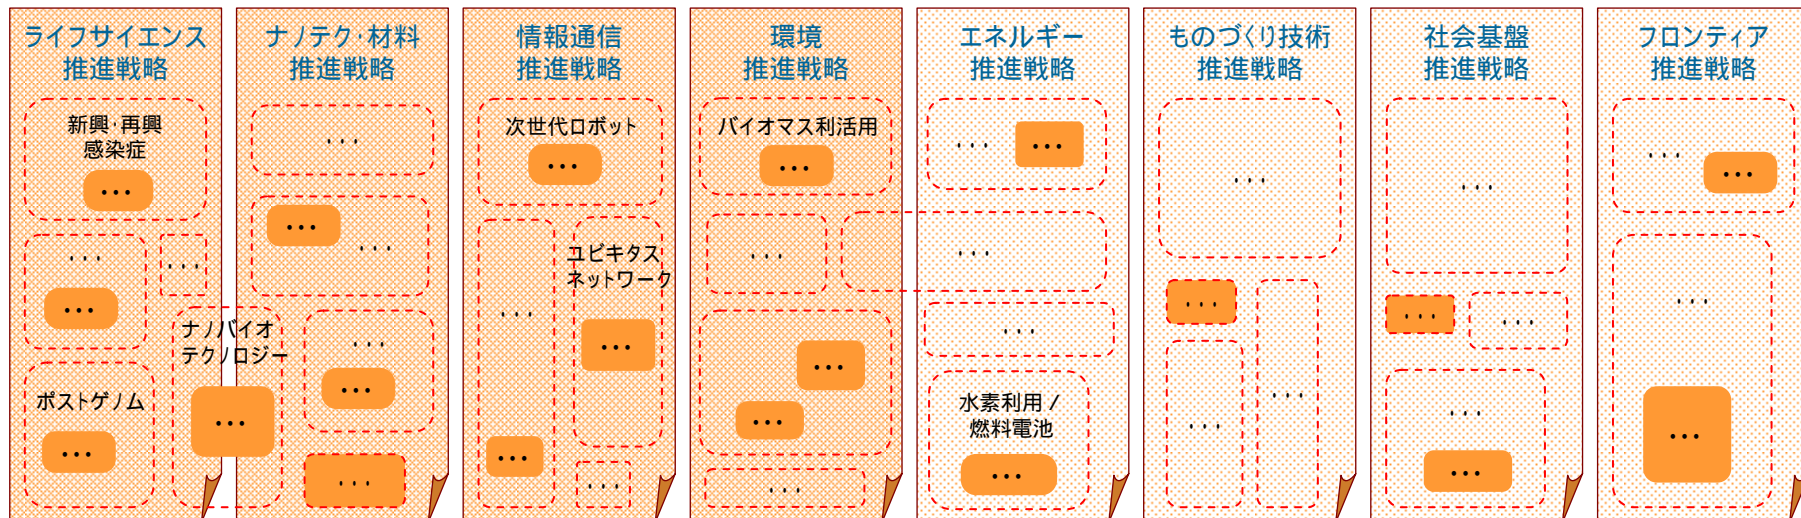 ライフサイエンス
推進戦略
新興・再興
感染症
・・・
・・・
・・・
・・・
ナノバイオ
テクノロジー
・・・
ポストゲノム
・・・
ナノテク・材料
推進戦略
・・・
・・・
・・・
・・・
・・・
・・・
情報通信
推進戦略
次世代ロボット
・・・
ユビキタス
ネットワーク
・・・
・・・
・・・
・・・
環境
推進戦略
バイオマス利活用
・・・
・・・
・・・
・・・
・・・
エネルギー
推進戦略
・・・
・・・
・・・
・・・
水素利用/
燃料電池
・・・
ものづくり技術
推進戦略
・・・
・・・
・・・
・・・
社会基盤
推進戦略
・・・
・・・
・・・
・・・
・・・
フロンティア
推進戦略
・・・
・・・
・・・
・・・